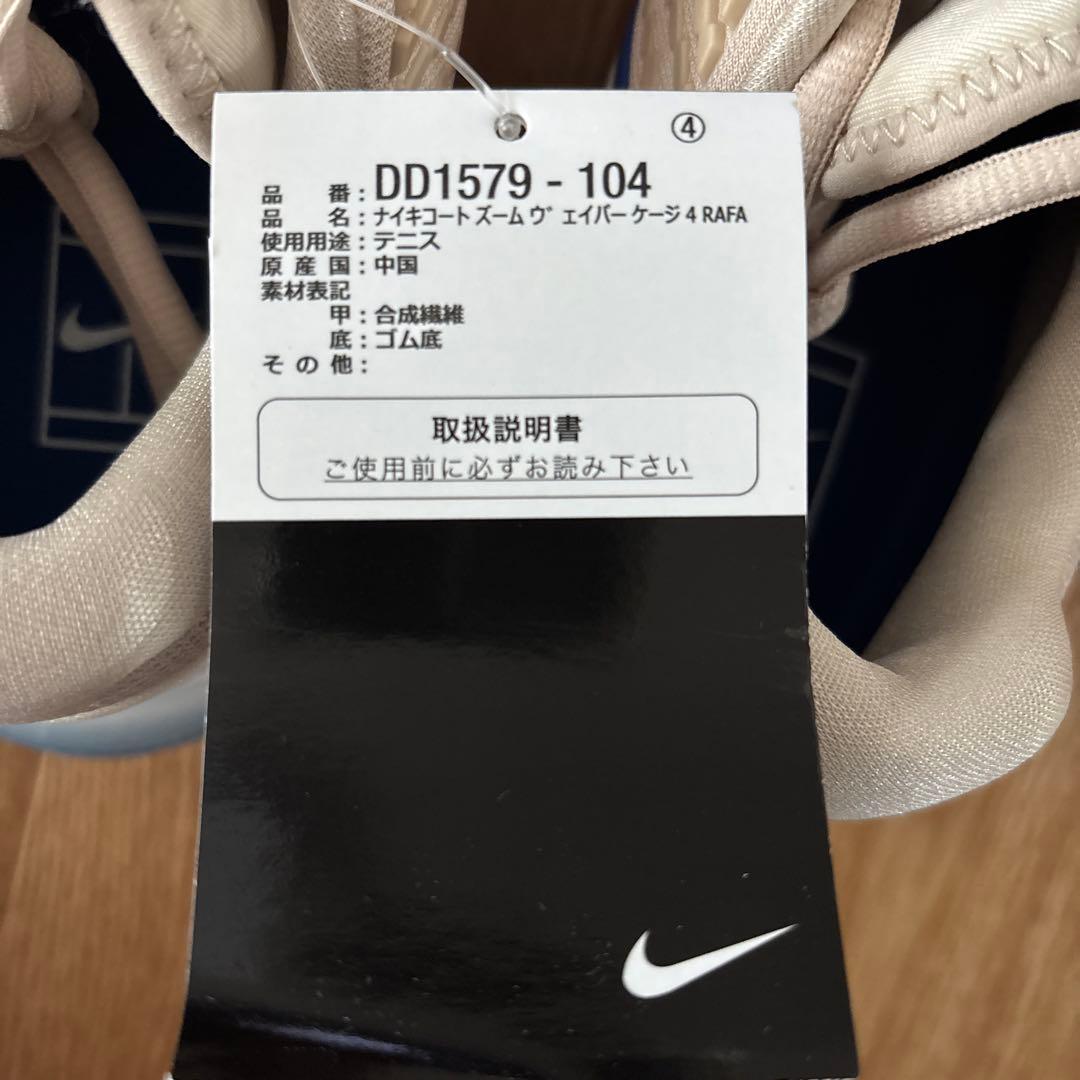 ④
品番：DD1579 - 104
品名：ナイキコート ズーム ヴェイパー ケージ 4 RAFA
使用用途：テニス
原産国：中国
素材表記
甲：合成繊維
底：ゴム底
その他：
取扱説明書
ご使用前に必ずお読み下さい